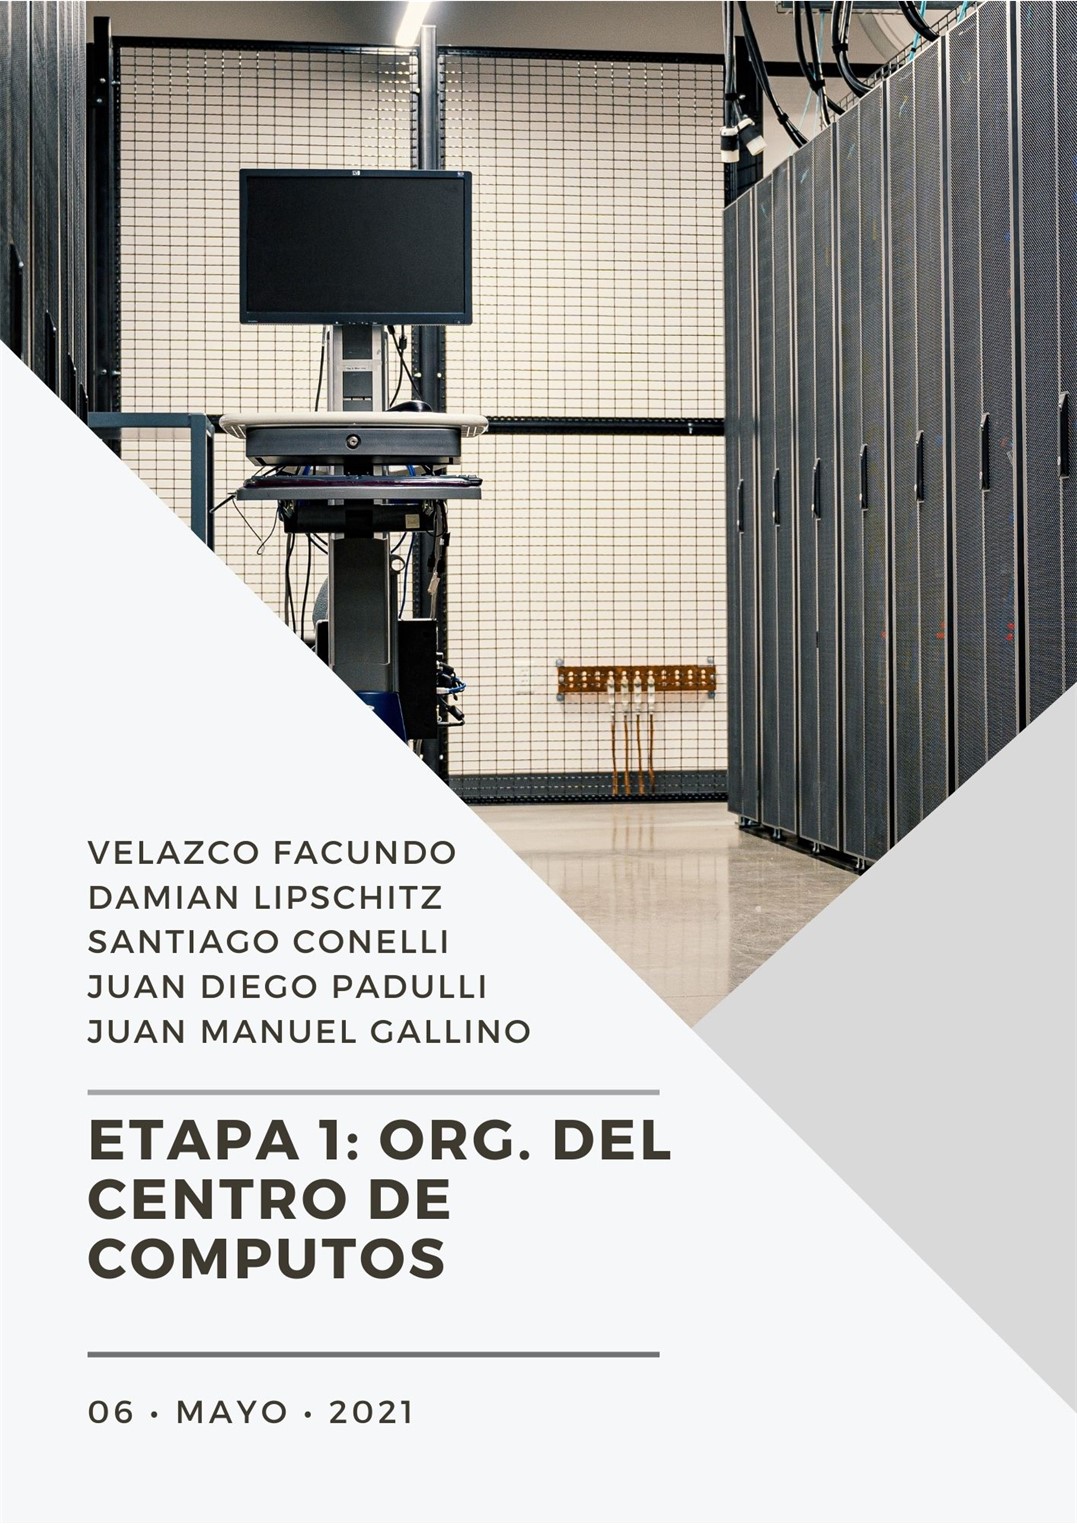 VELAZCO FACUNDO
DAMIAN LIPSCHITZ
SANTIAGO CONELLI
JUAN DIEGO PADULLI
JUAN MANUEL GALLINO
ETAPA 1: ORG. DEL
CENTRO DE
COMPUTOS
06 • MAYO • 2021